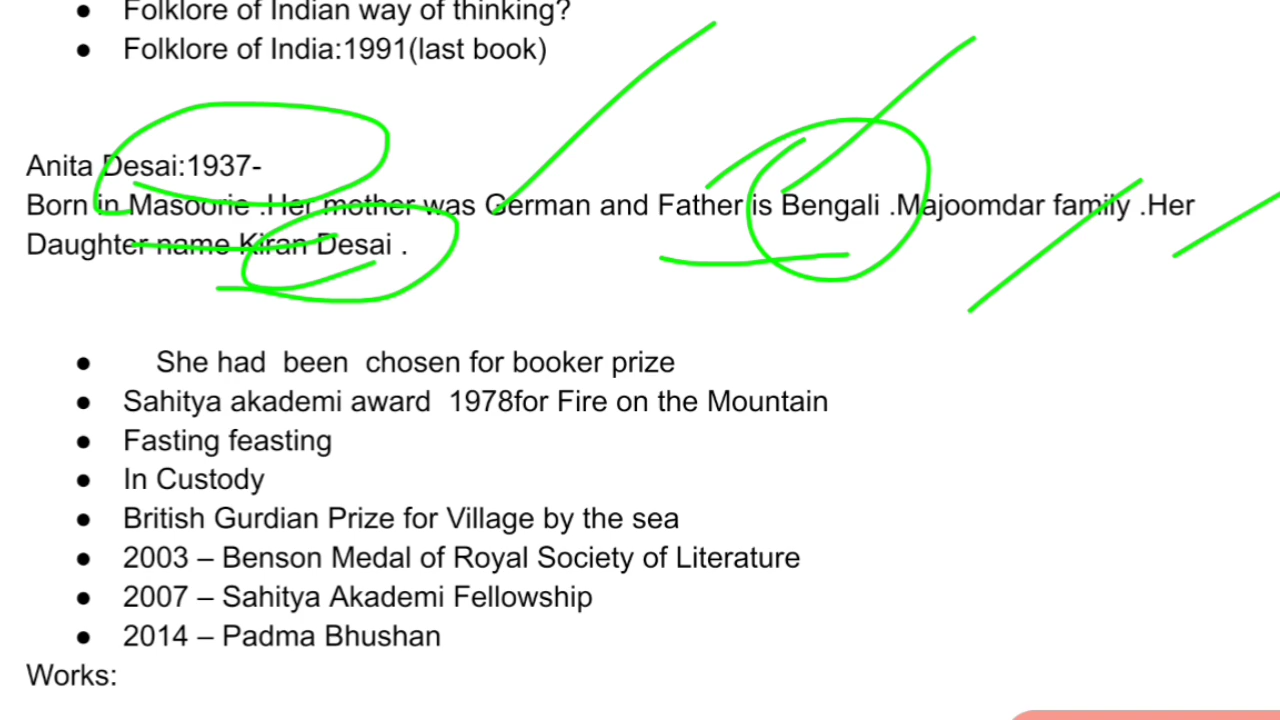 Folklore of Indian way of thinking?
Folklore of India:1991(last book)
Anita Desai:1937-
Born in Masoorie .Her mother was German and Father is Bengali .Majoomdar family .Her
Daughter name Kiran Desai .
She had been chosen for booker prize
Sahitya akademi award 1978for Fire on the Mountain
Fasting feasting
In Custody
British Gurdian Prize for Village by the sea
2003 – Benson Medal of Royal Society of Literature
2007 – Sahitya Akademi Fellowship
2014 – Padma Bhushan
Works: